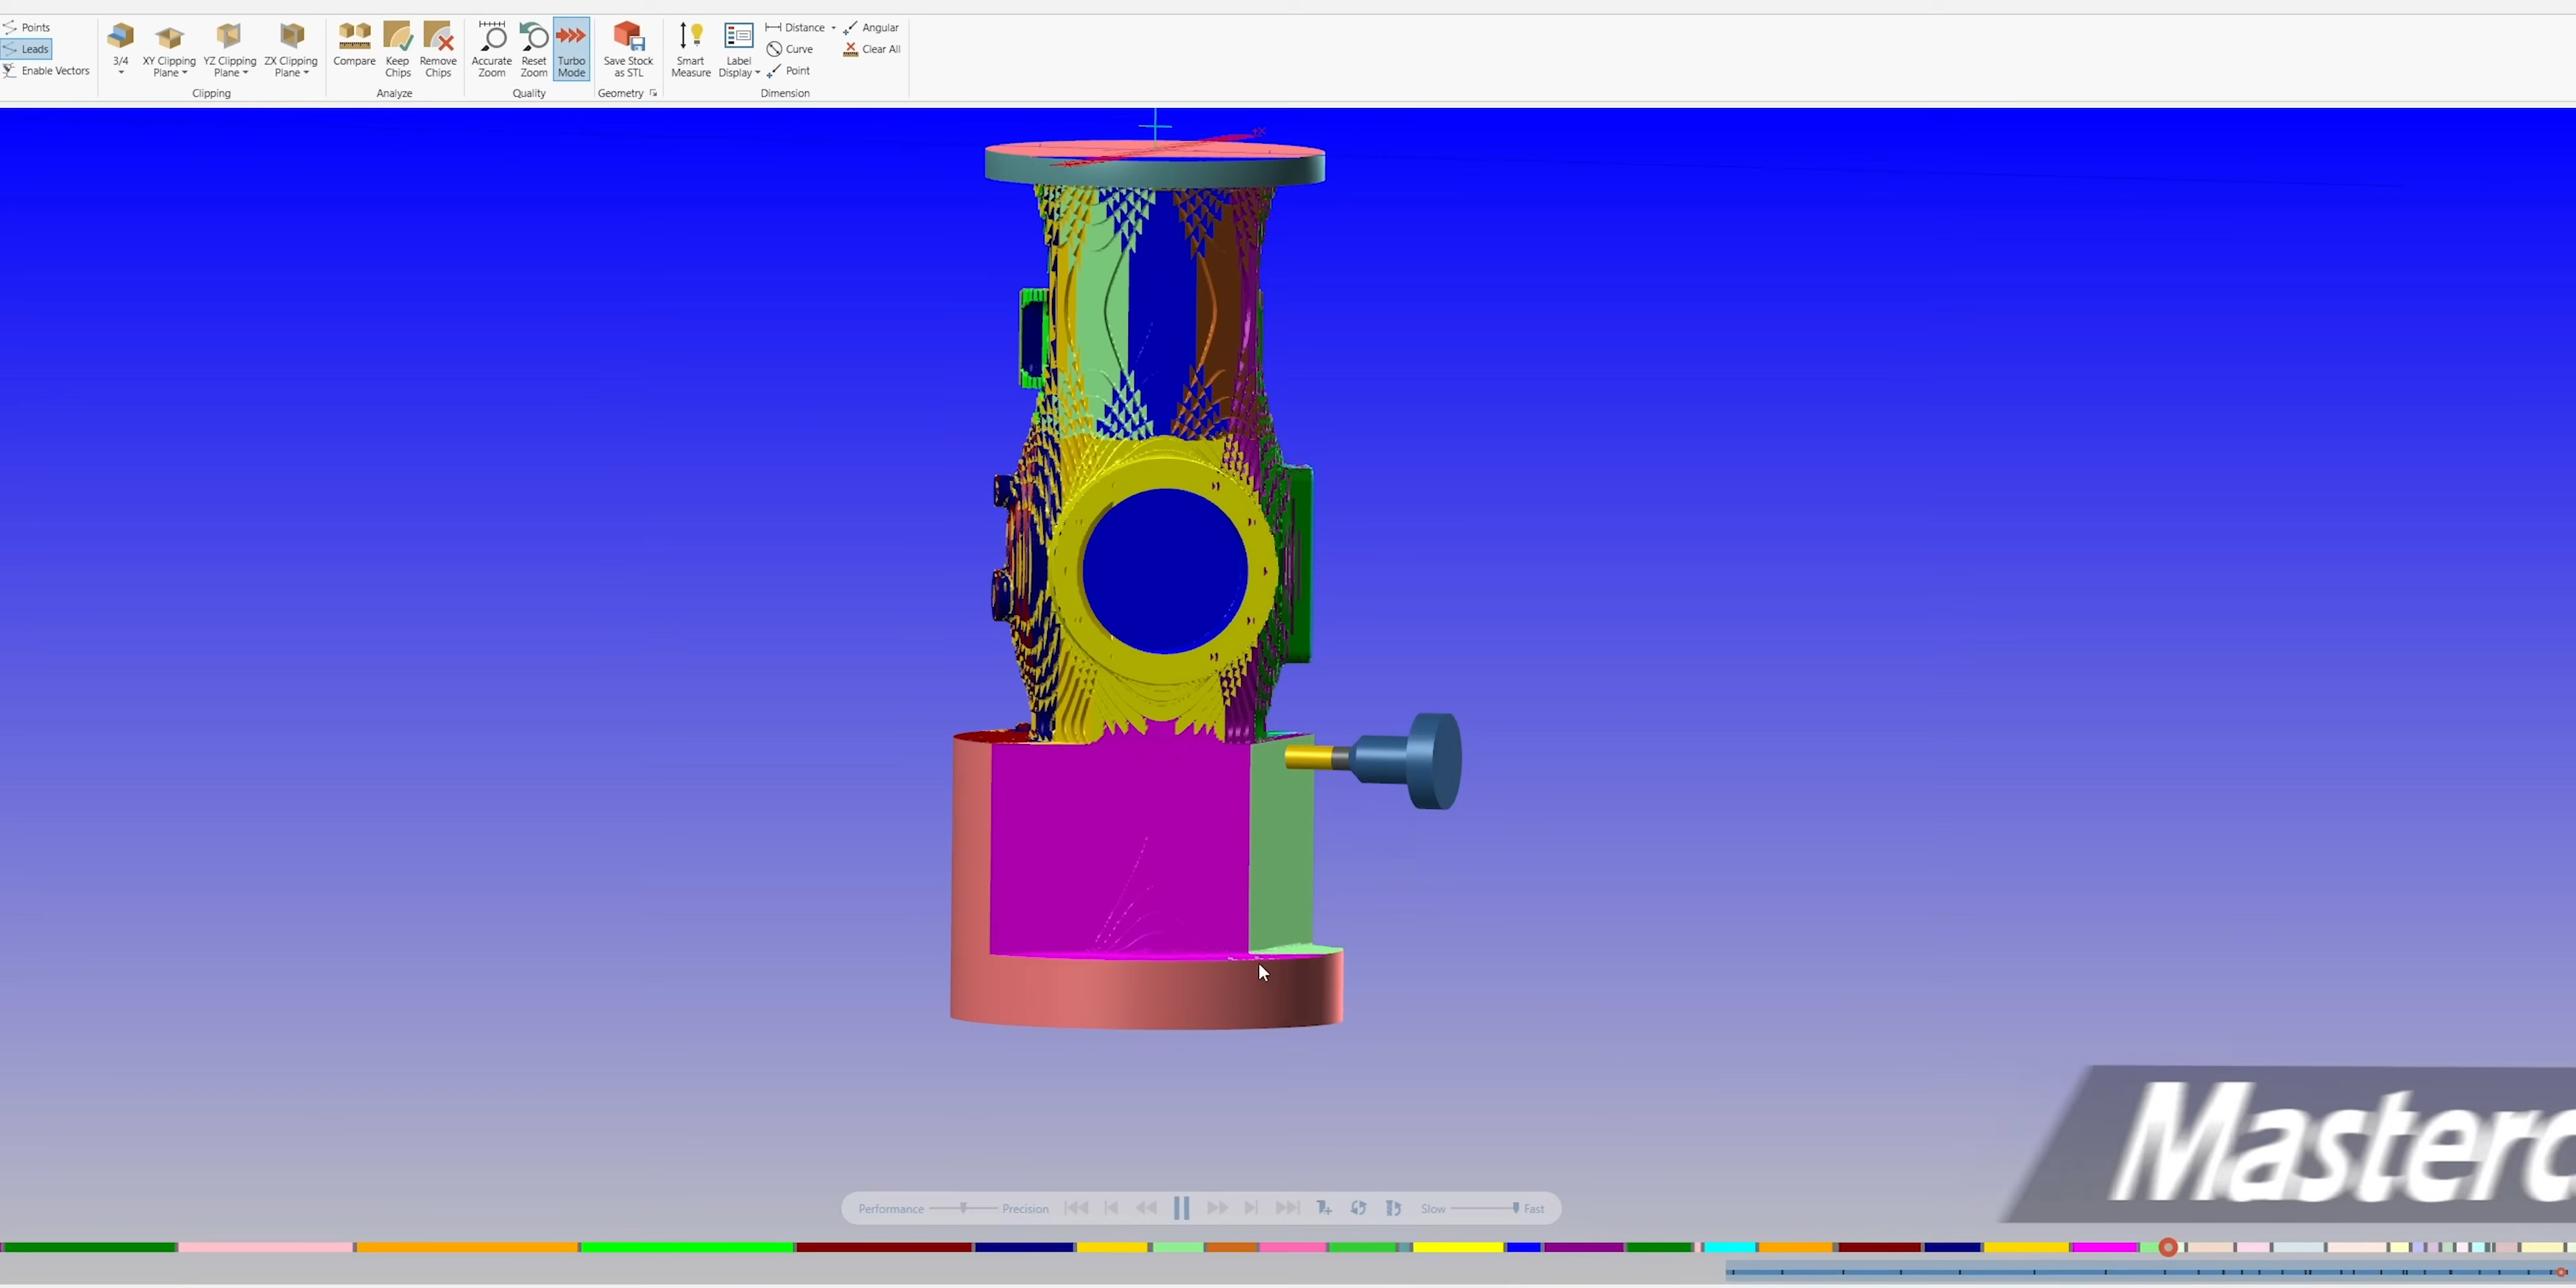 Points
Leads
Enable Vectors
3/4
XY Clipping Plane
YZ Clipping Plane
ZX Clipping Plane
Clipping
Compare
Keep Chips
Remove Chips
Analyze
Accurate Zoom
Reset Zoom
Turbo Mode
Quality
Save Stock as STL
Geometry
Smart Measure
Label Display
Distance
Curve
Point
Angular
Clear All
Dimension
+X
Masterc
Performance
Precision
Slow
Fast